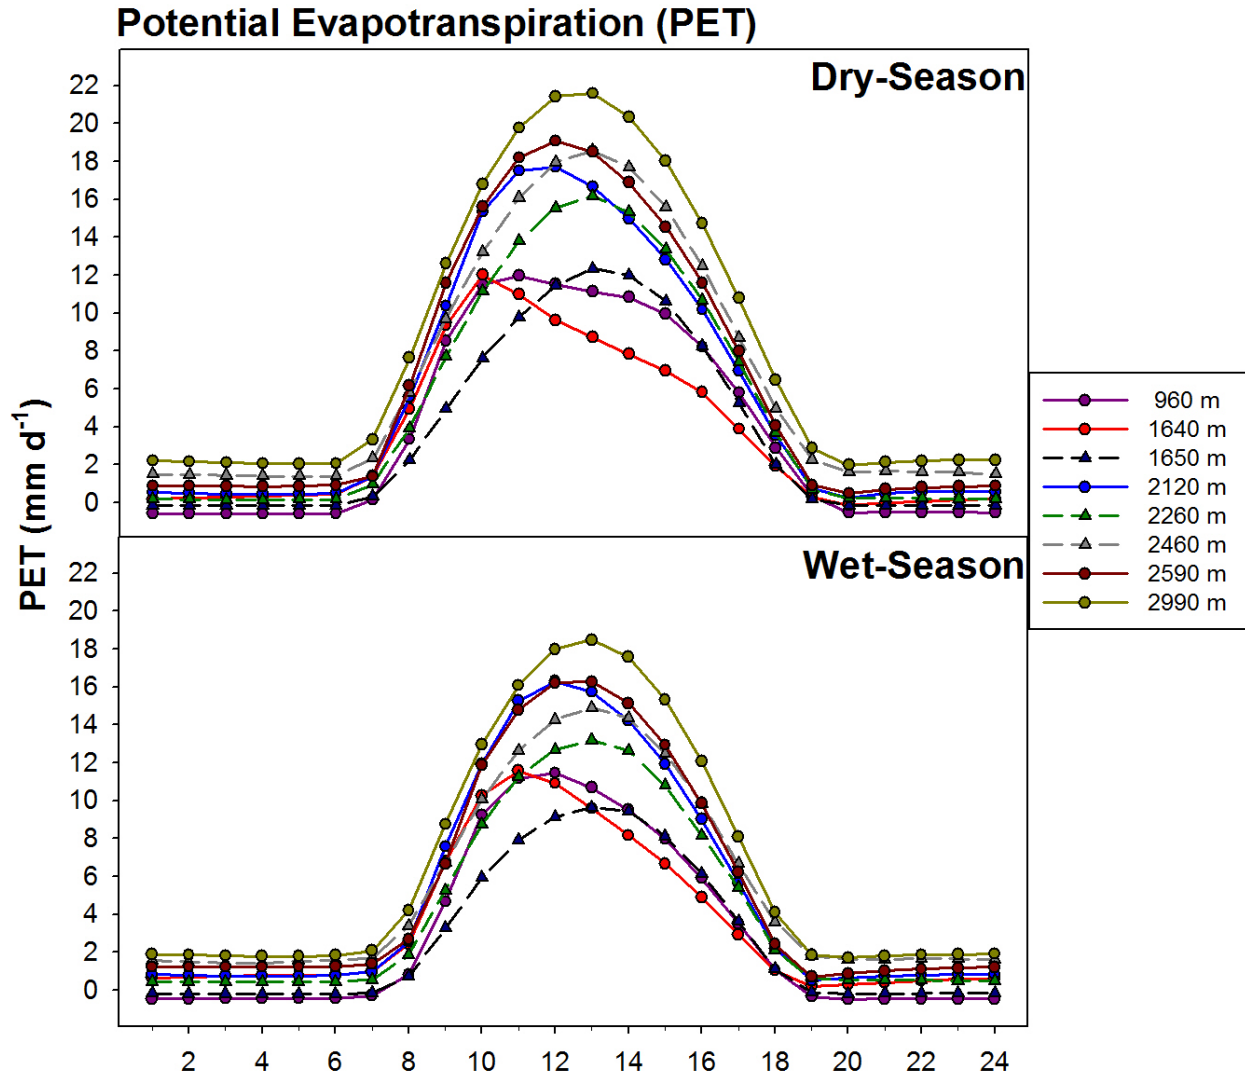 Potential Evapotranspiration (PET)
Dry-Season
22
20
18
16
14
12
10
8
6
4
2
0
PET (mm d-1)
960 m
1640 m
1650 m
2120 m
2260 m
2460 m
2590 m
2990 m
Wet-Season
22
20
18
16
14
12
10
8
6
4
2
0
2 4 6 8 10 12 14 16 18 20 22 24